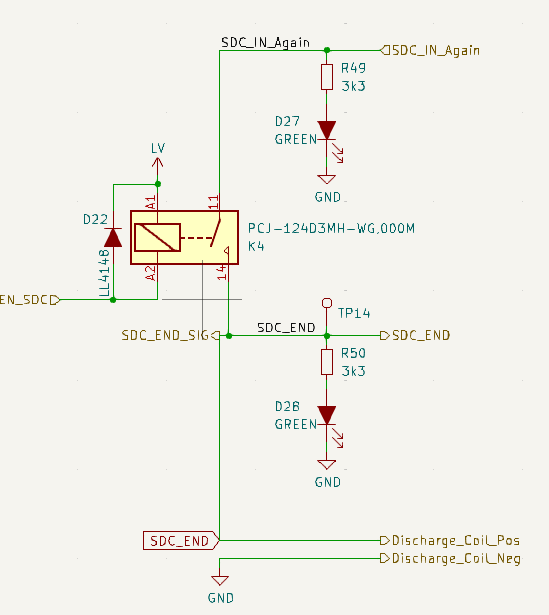 SDC_IN_Again
SDC_IN_Again
R49
3k3
D27
GREEN
GND
LV
A1
11
D22
LL4148
PCJ-124D3MH-WG,000M
K4
A2
14
EN_SDC
TP14
SDC_END_SIG
SDC_END
SDC_END
R50
3k3
D28
GREEN
GND
SDC_END
Discharge_Coil_Pos
Discharge_Coil_Neg
GND